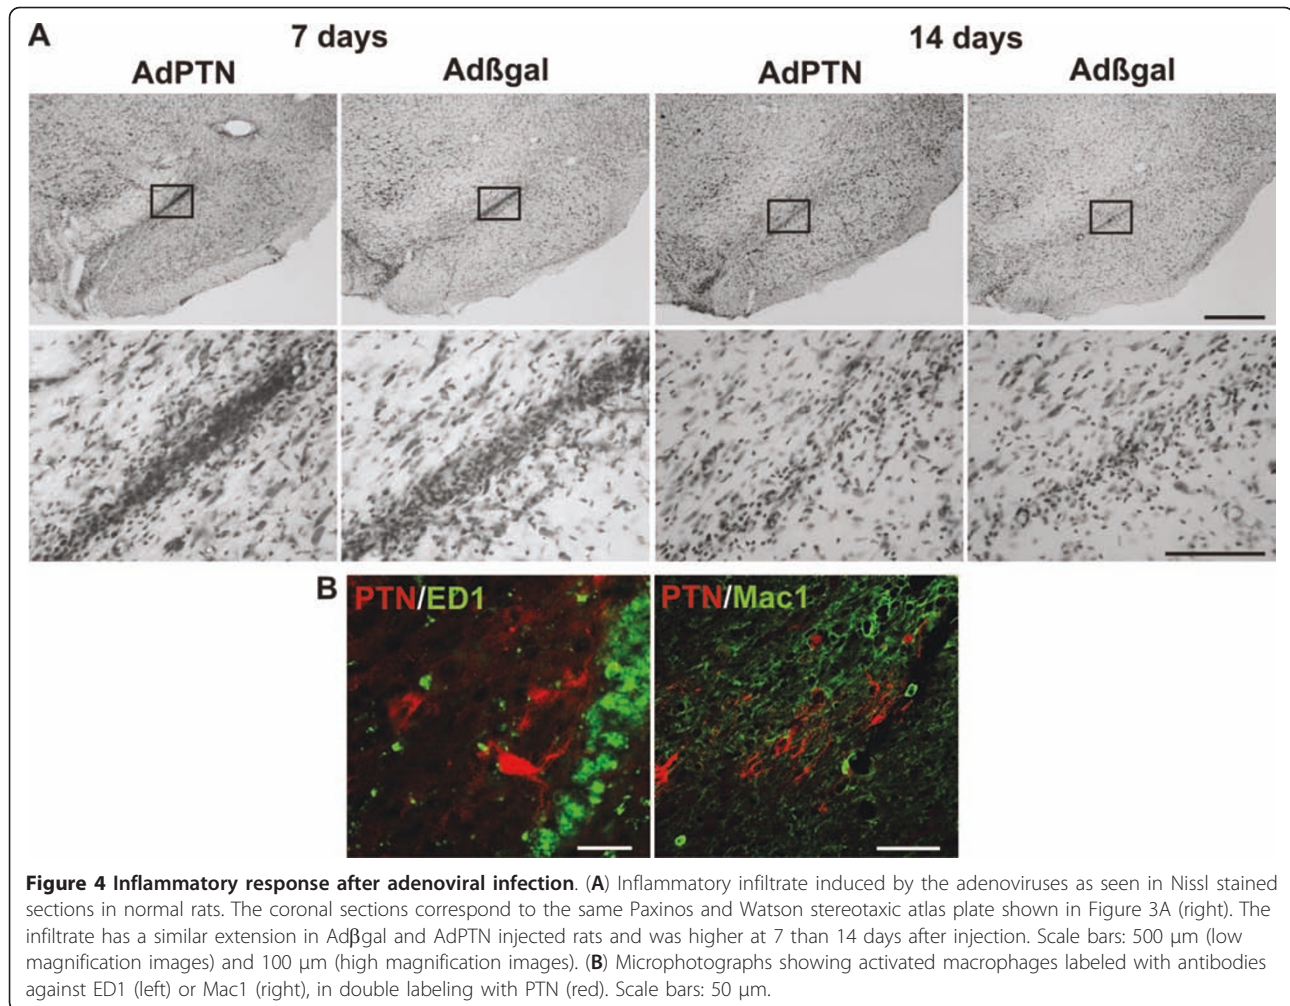 A
7 days
14 days
AdPTN
Adßgal
AdPTN
Adßgal
B
PTN/ED1
PTN/Mac1
Figure 4 Inflammatory response after adenoviral infection. (A) Inflammatory infiltrate induced by the adenoviruses as seen in Nissl stained
sections in normal rats. The coronal sections correspond to the same Paxinos and Watson stereotaxic atlas plate shown in Figure 3A (right). The
infiltrate has a similar extension in Adβgal and AdPTN injected rats and was higher at 7 than 14 days after injection. Scale bars: 500 μm (low
magnification images) and 100 μm (high magnification images). (B) Microphotographs showing activated macrophages labeled with antibodies
against ED1 (left) or Mac1 (right), in double labeling with PTN (red). Scale bars: 50 μm.